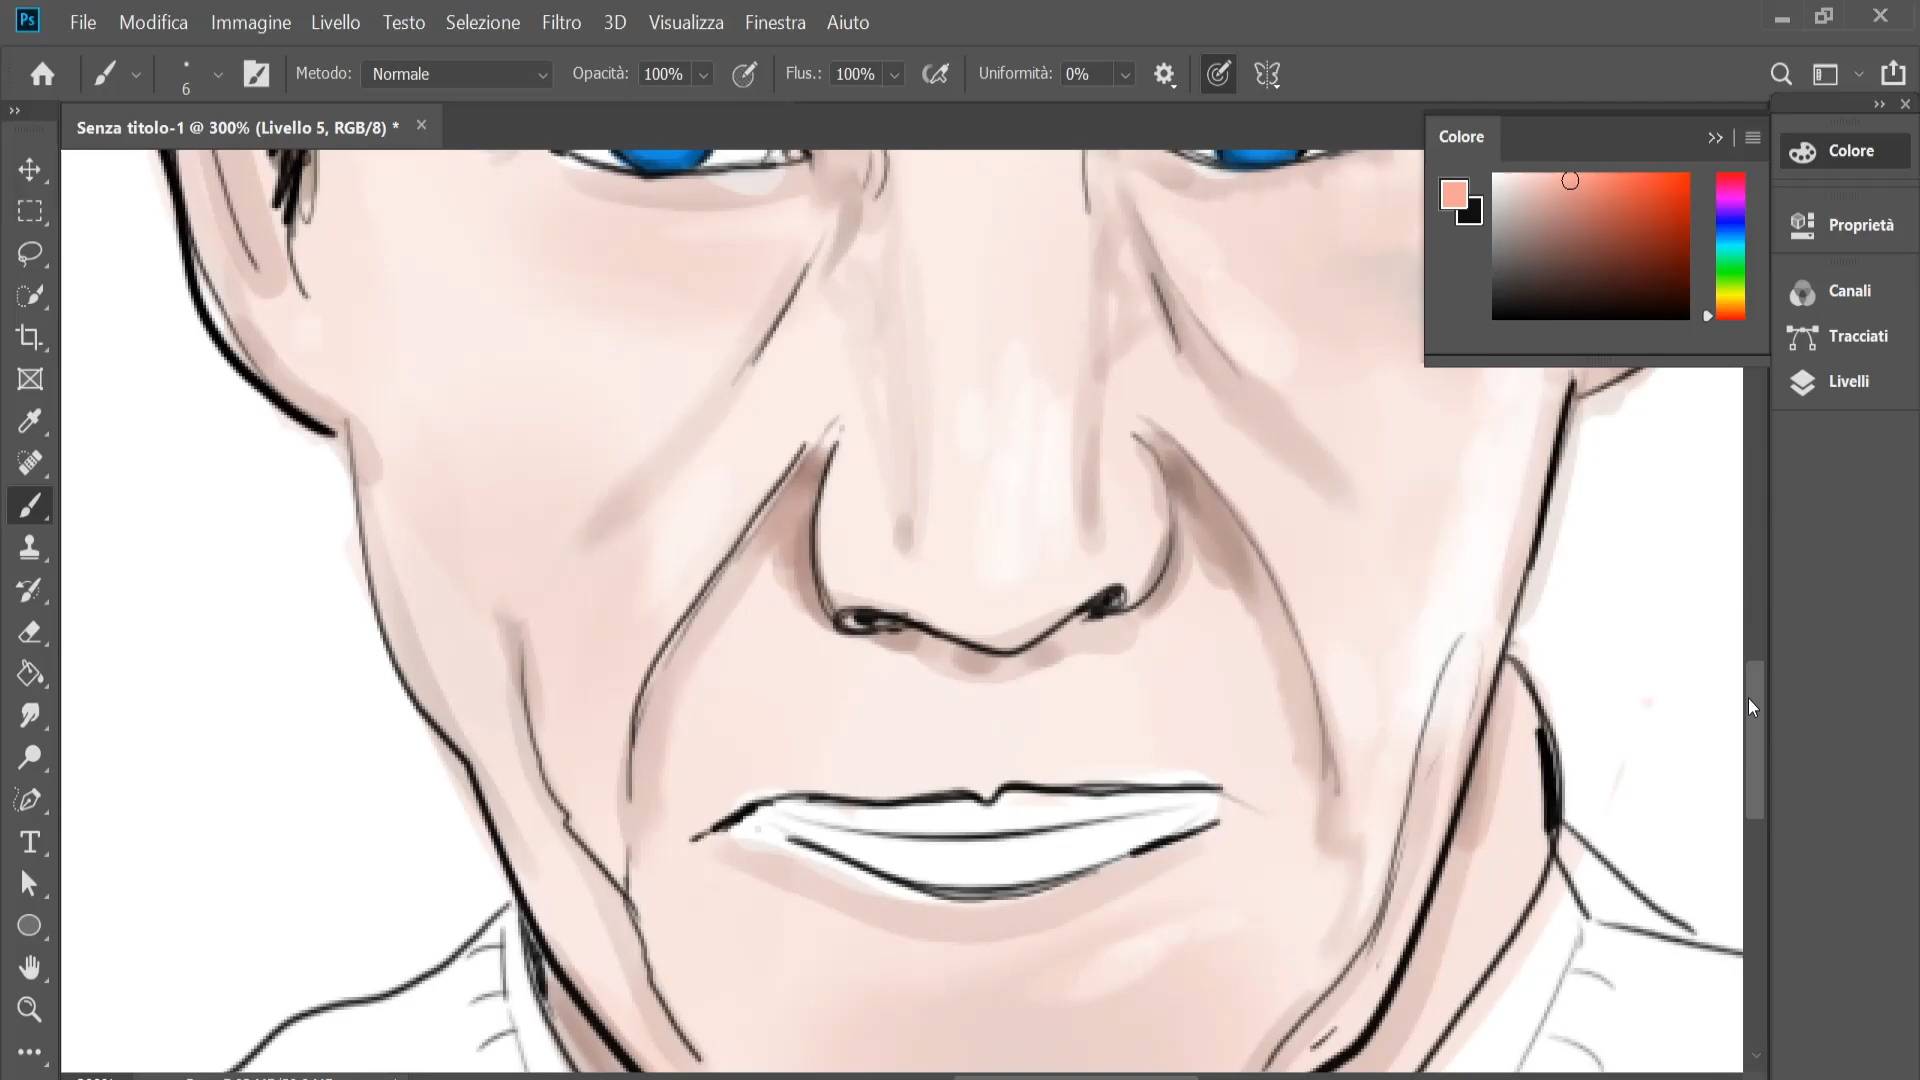 Ps File Modifica Immagine Livello Testo Selezione Filtro 3D Visualizza Finestra Aiuto
6 Metodo: Normale Opacità: 100% Flus.: 100% Uniformità: 0%
Senza titolo-1 @ 300% (Livello 5, RGB/8) *
Colore
Colore
Proprietà
Canali
Tracciati
Livelli
T